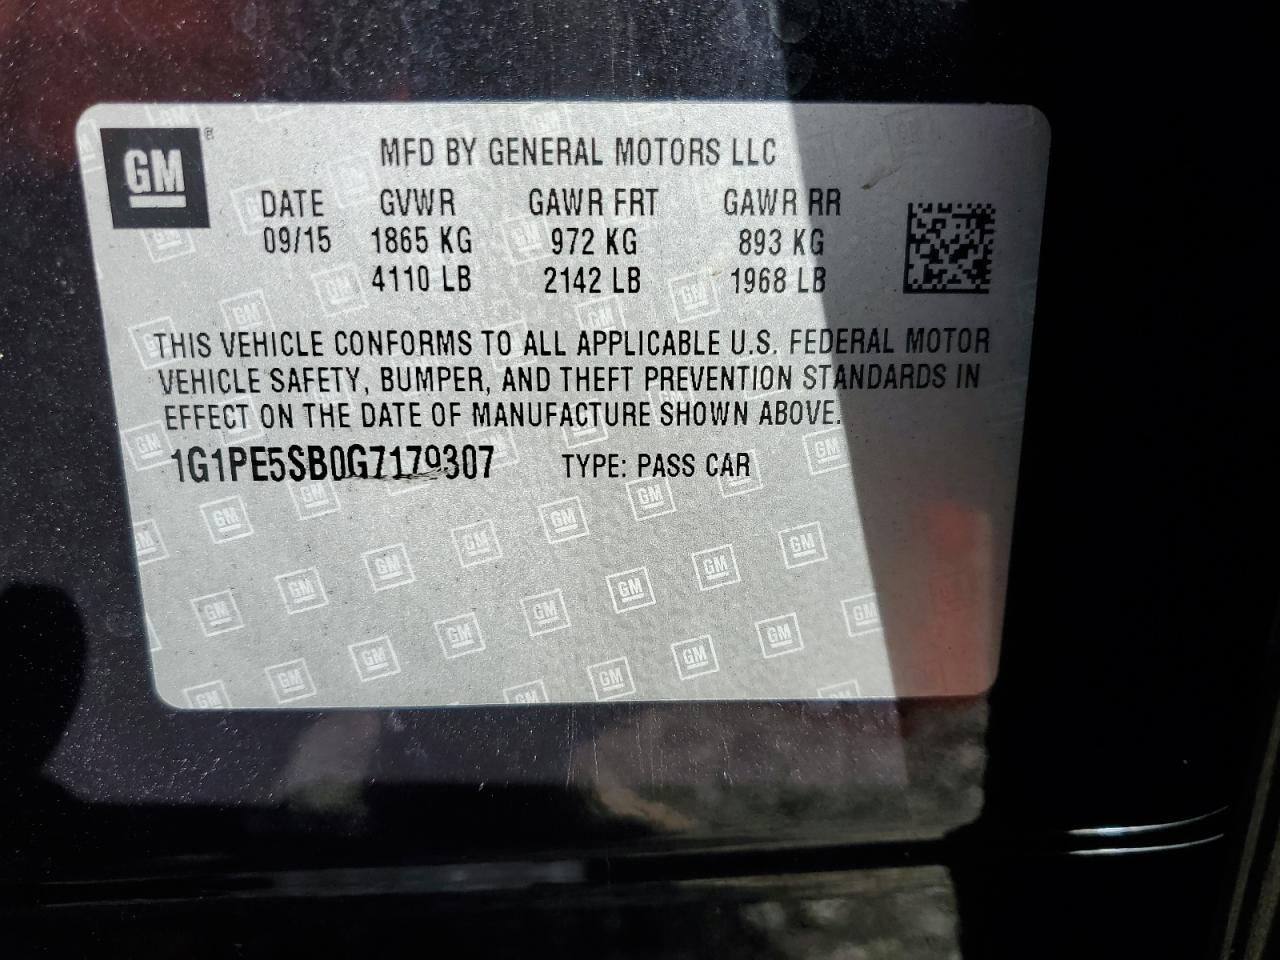 GM ®
MFD BY GENERAL MOTORS LLC
DATE GVWR GAWR FRT GAWR RR
09/15 1865 KG 972 KG 893 KG
4110 LB 2142 LB 1968 LB
THIS VEHICLE CONFORMS TO ALL APPLICABLE U.S. FEDERAL MOTOR
VEHICLE SAFETY, BUMPER, AND THEFT PREVENTION STANDARDS IN
EFFECT ON THE DATE OF MANUFACTURE SHOWN ABOVE.
1G1PE5SB0G7179307 TYPE: PASS CAR